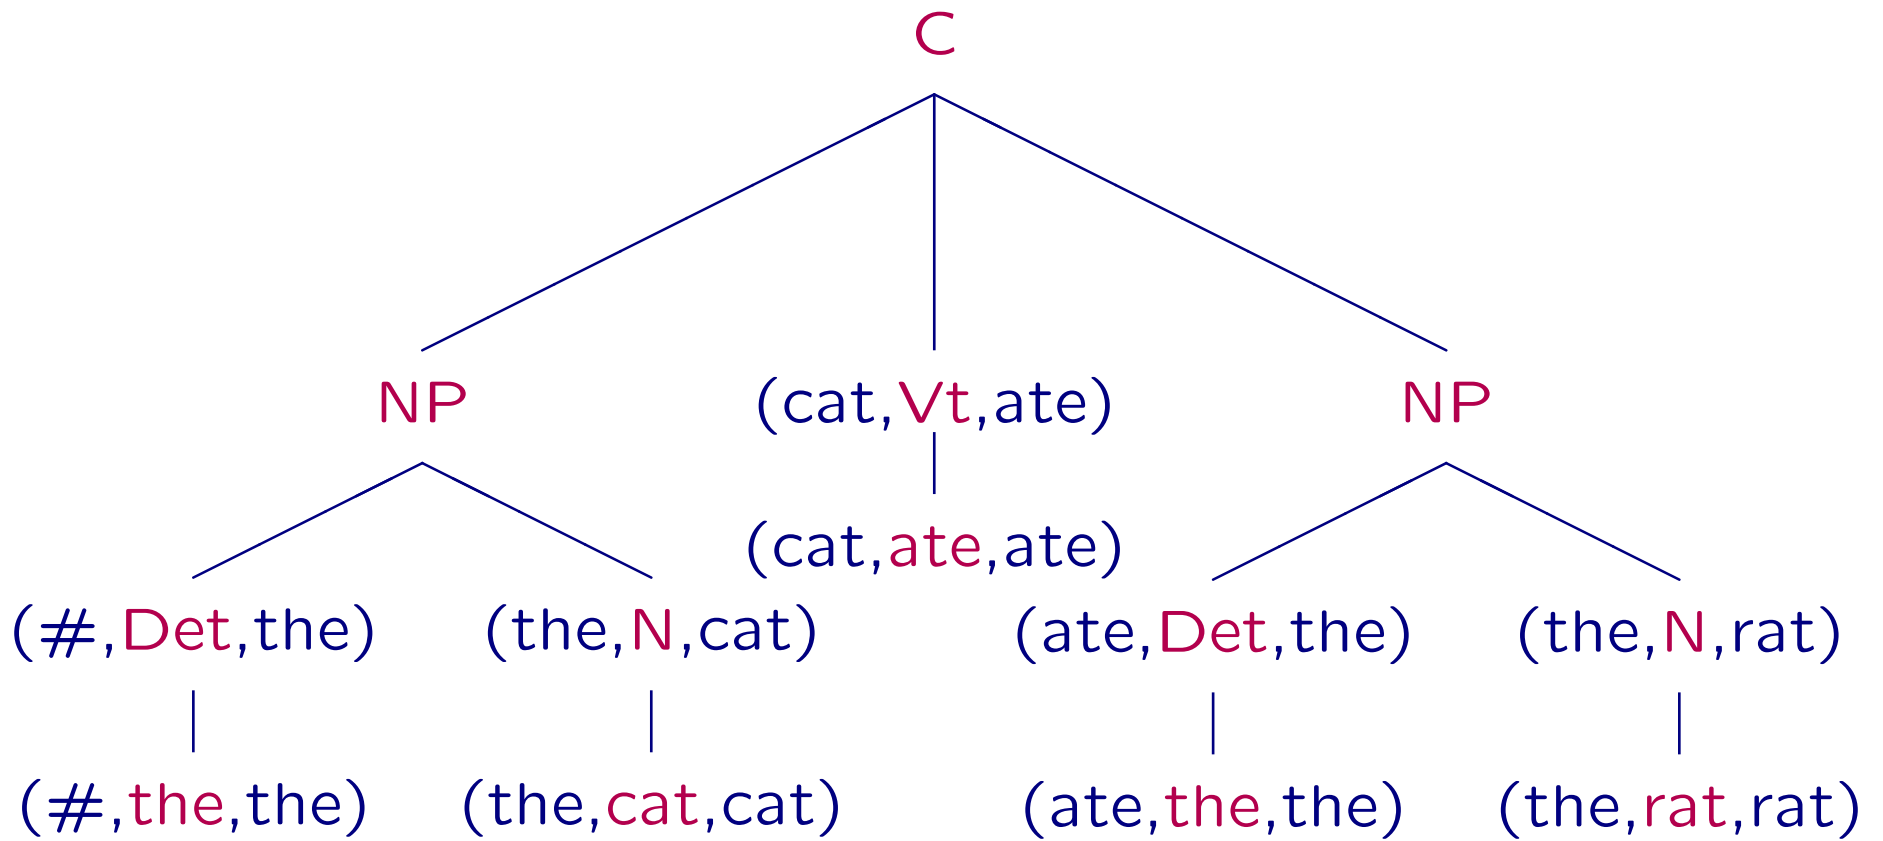 C
NP (cat,Vt,ate) NP
(cat,ate,ate)
(#,Det,the) (the,N,cat) (ate,Det,the) (the,N,rat)
(#,the,the) (the,cat,cat) (ate,the,the) (the,rat,rat)